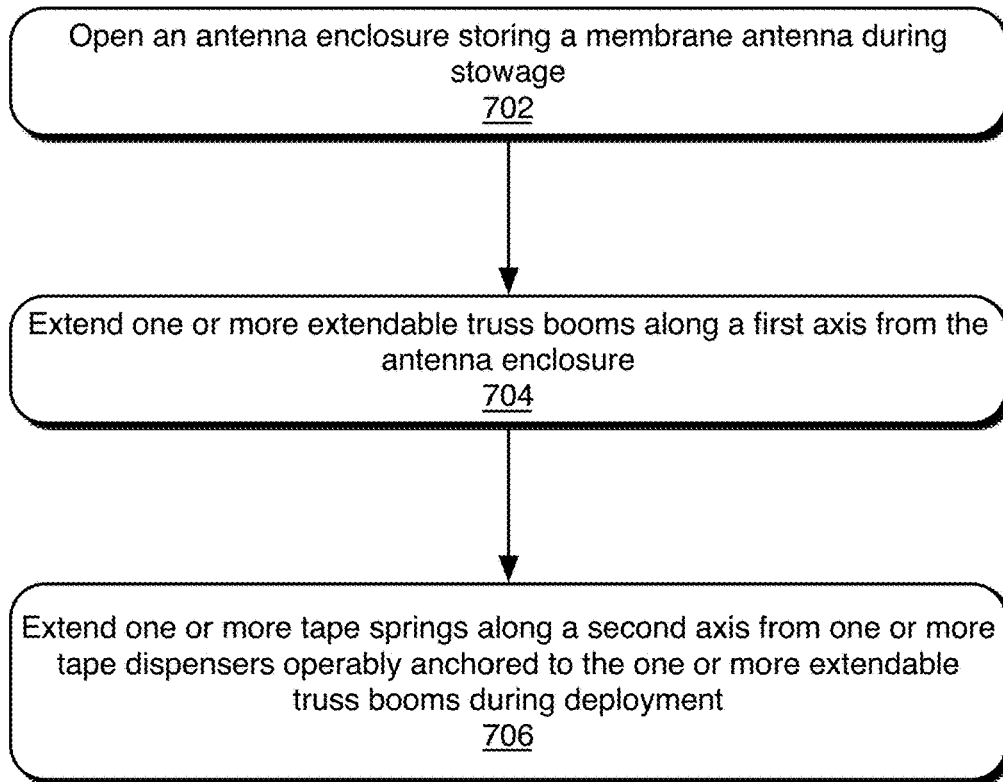 Open an antenna enclosure storing a membrane antenna during
stowage
702
Extend one or more extendable truss booms along a first axis from the
antenna enclosure
704
Extend one or more tape springs along a second axis from one or more
tape dispensers operably anchored to the one or more extendable
truss booms during deployment
706